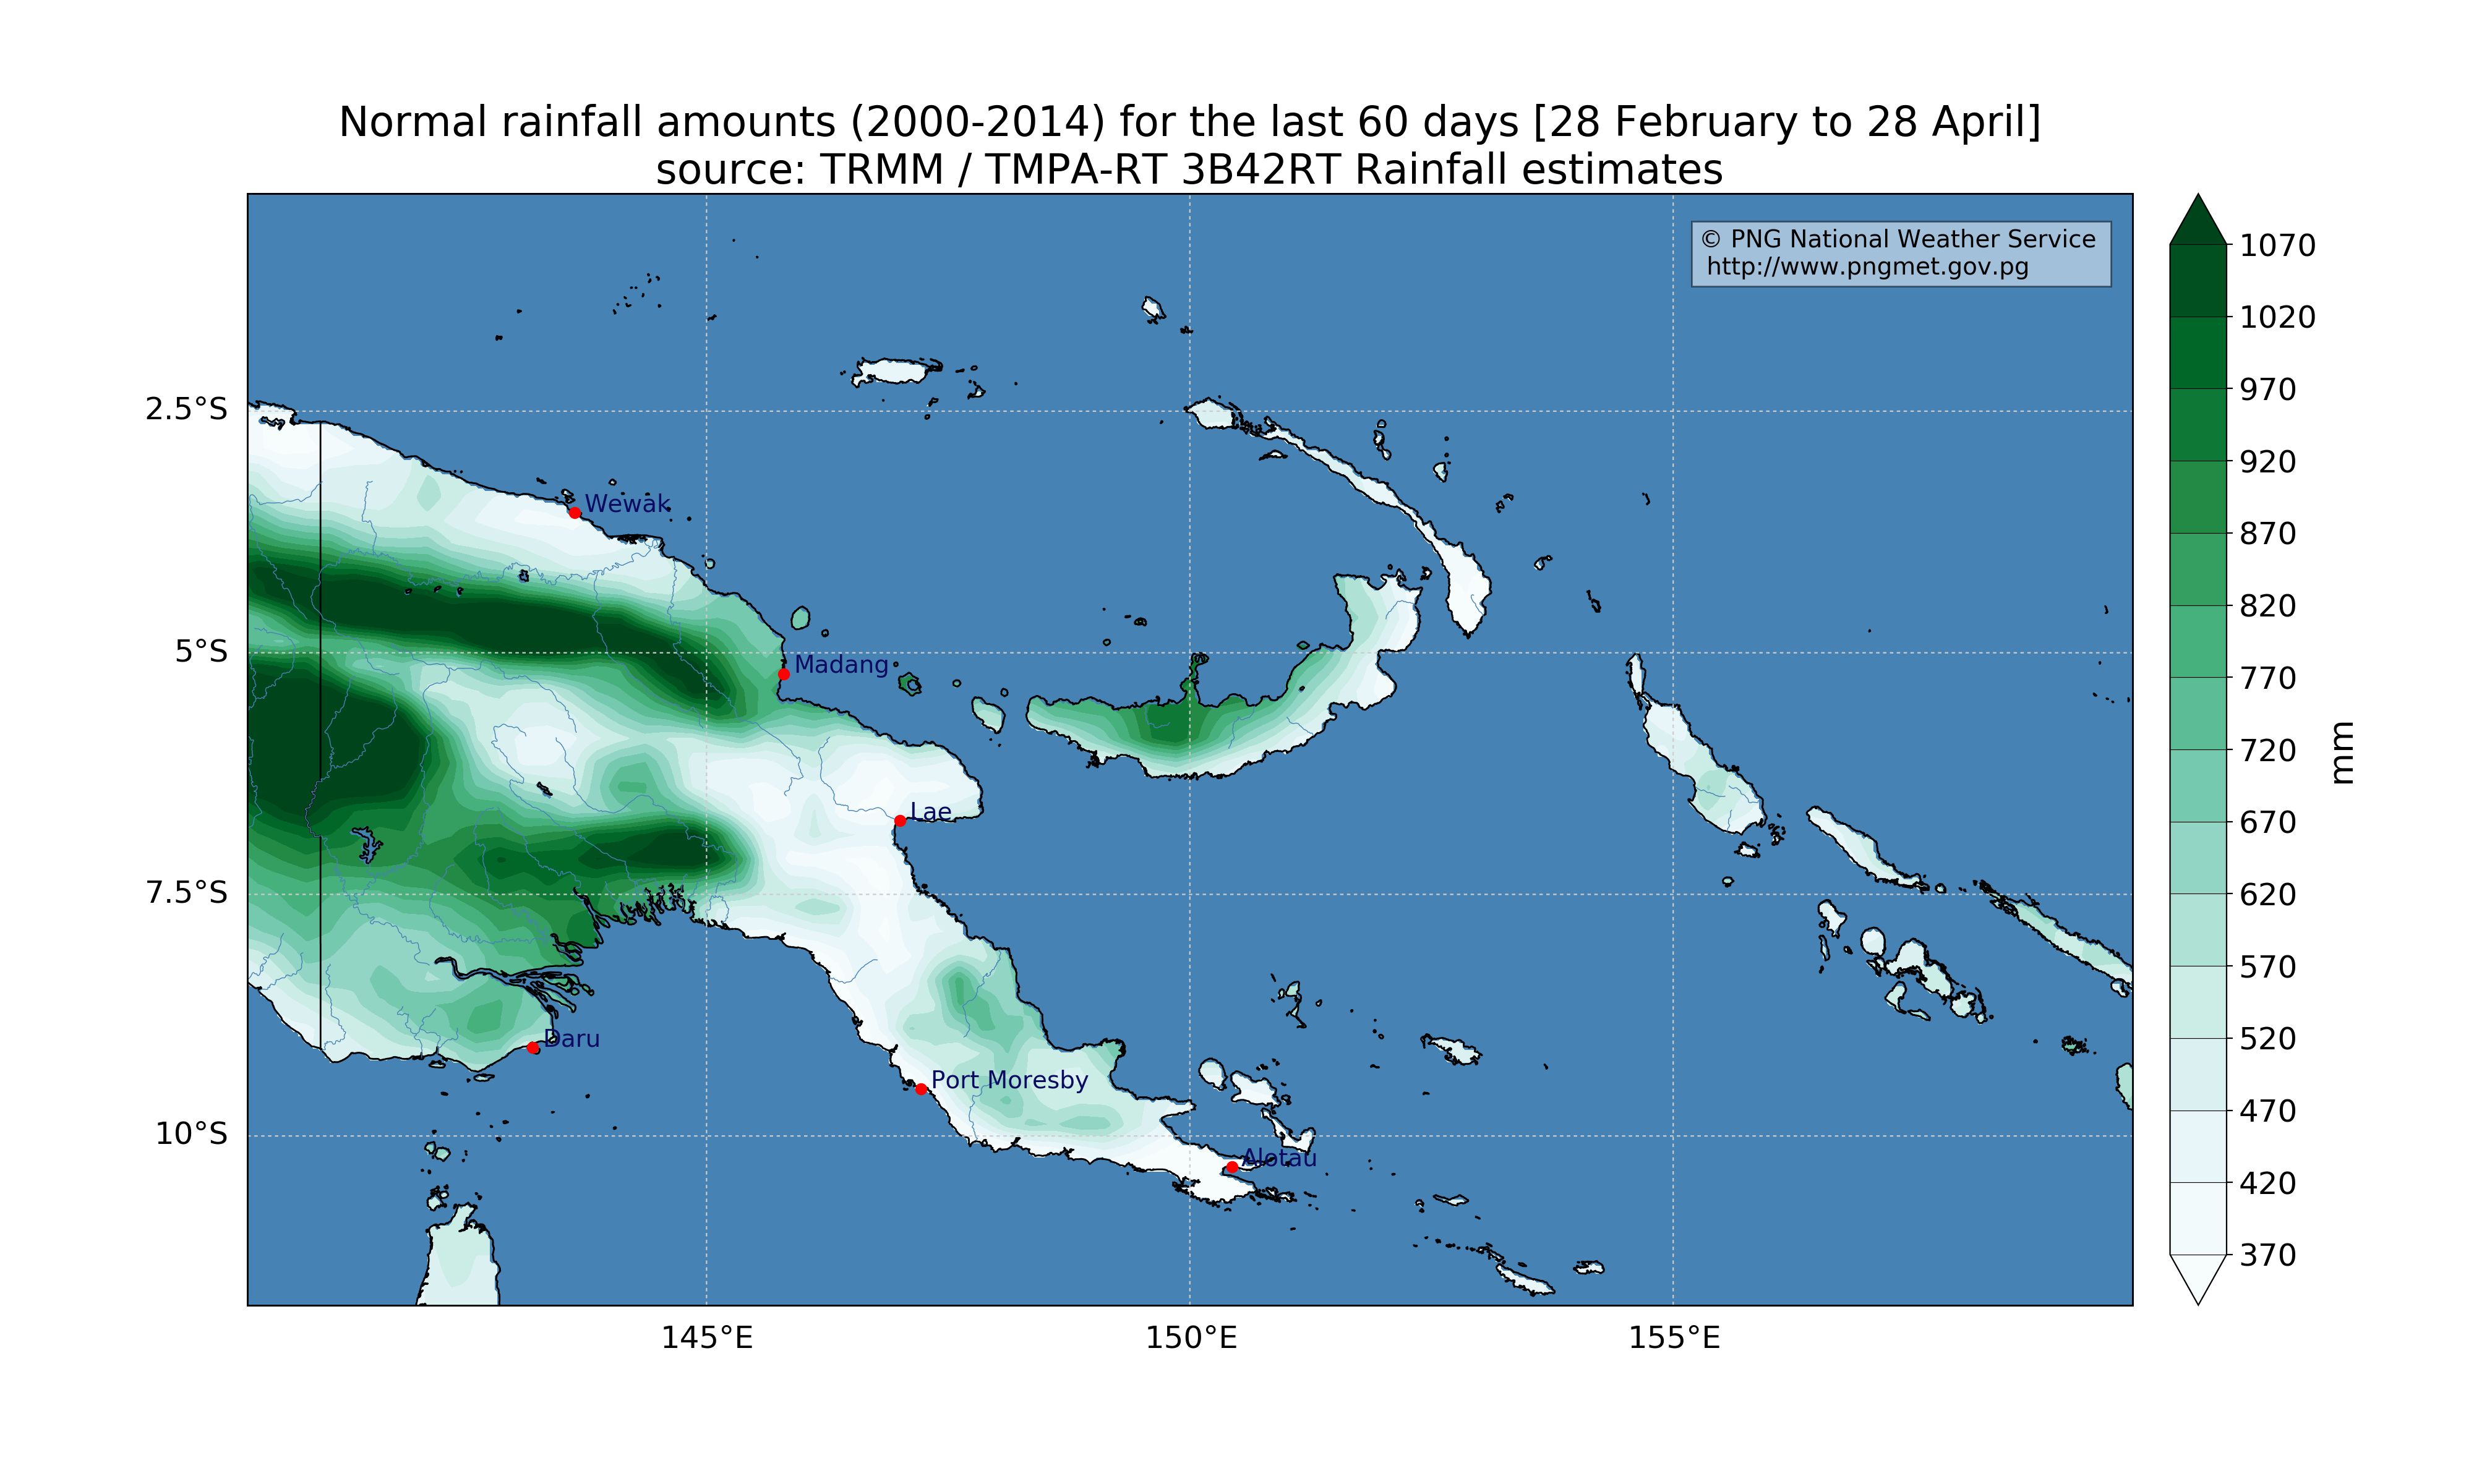 Normal rainfall amounts (2000-2014) for the last 60 days [28 February to 28 April]
source: TRMM / TMPA-RT 3B42RT Rainfall estimates
© PNG National Weather Service
http://www.pngmet.gov.pg
1070
1020
970
920
870
820
770
720
670
620
570
520
470
420
370
mm
2.5°S
5°S
7.5°S
10°S
Wewak
Madang
Lae
Daru
Port Moresby
Alotau
145°E
150°E
155°E